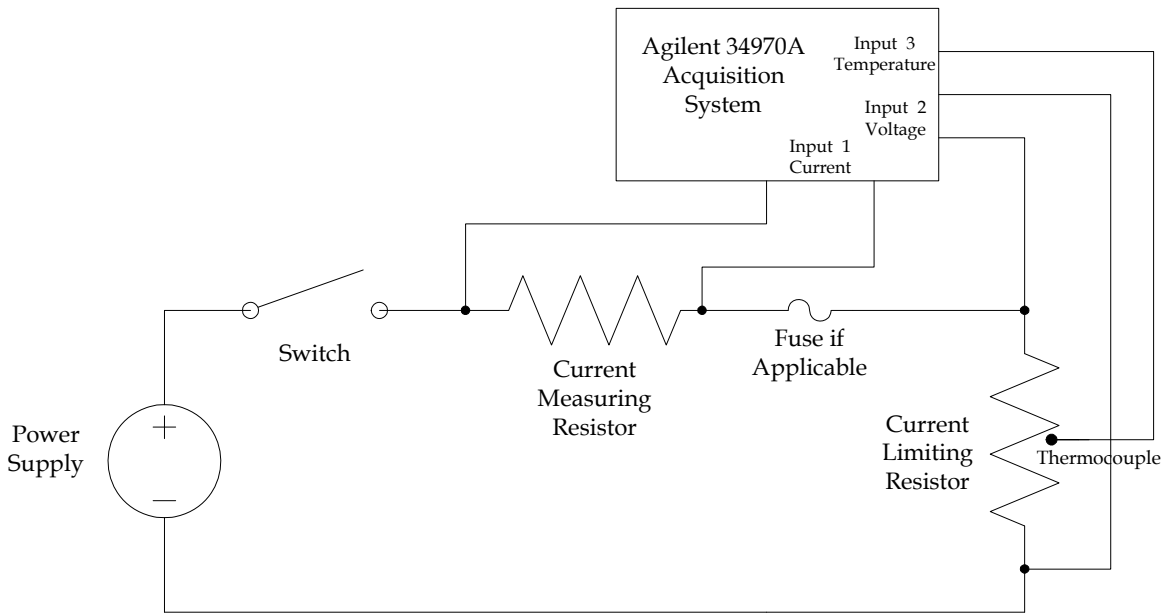 Agilent 34970A
Acquisition
System
Input 3
Temperature
Input 2
Voltage
Input 1
Current
Switch
Current
Measuring
Resistor
Fuse if
Applicable
Power
Supply
+
−
Current
Limiting
Resistor
Thermocouple